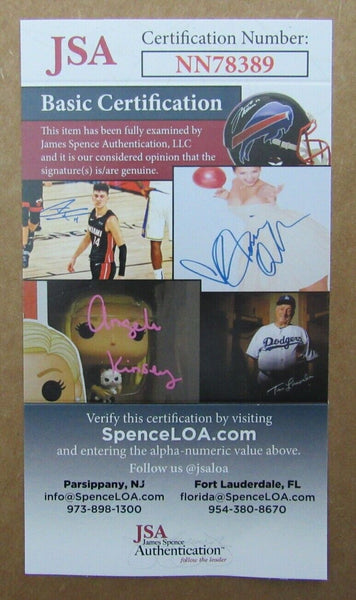 JSA
Certification Number:
NN78389
Basic Certification
This item has been fully examined by
James Spence Authentication, LLC
and it is our considered opinion that the
signature(s) is/are genuine.
14
Angela
Kinsey
Dodgers
Verify this certification by visiting
SpenceLOA.com
and entering the alpha-numeric value above.
Follow us @jsaloa
Parsippany, NJ
info@SpenceLOA.com
973-898-1300
Fort Lauderdale, FL
florida@SpenceLOA.com
954-380-8670
JSA
James Spence
Authentication™
follow the leader